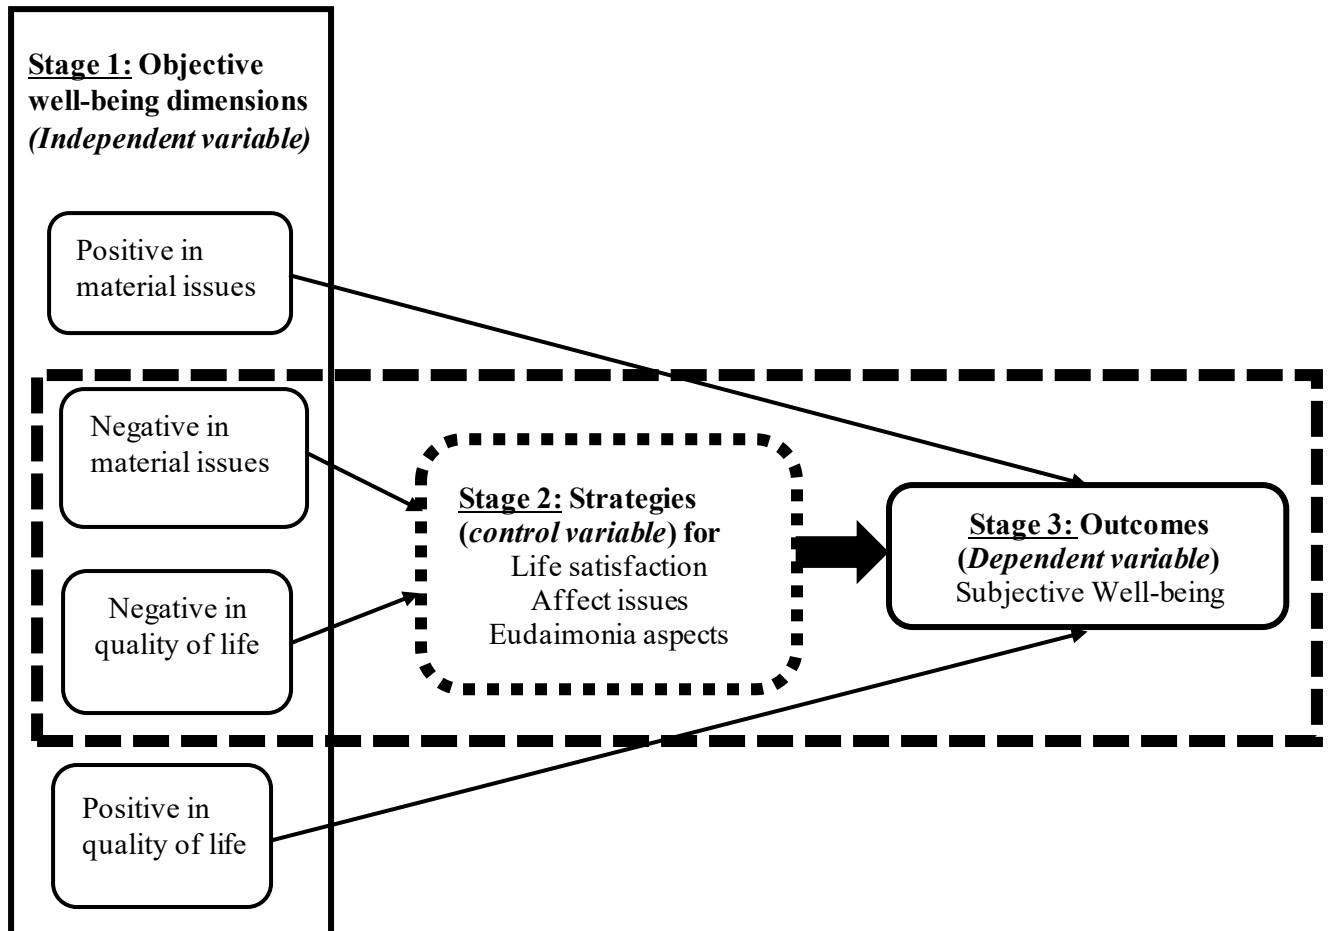 Stage 1: Objective
well-being dimensions
(Independent variable)
Positive in
material issues
Negative in
material issues
Negative in
quality of life
Positive in
quality of life
Stage 2: Strategies
(control variable) for
Life satisfaction
Affect issues
Eudaimonia aspects
Stage 3: Outcomes
(Dependent variable)
Subjective Well-being